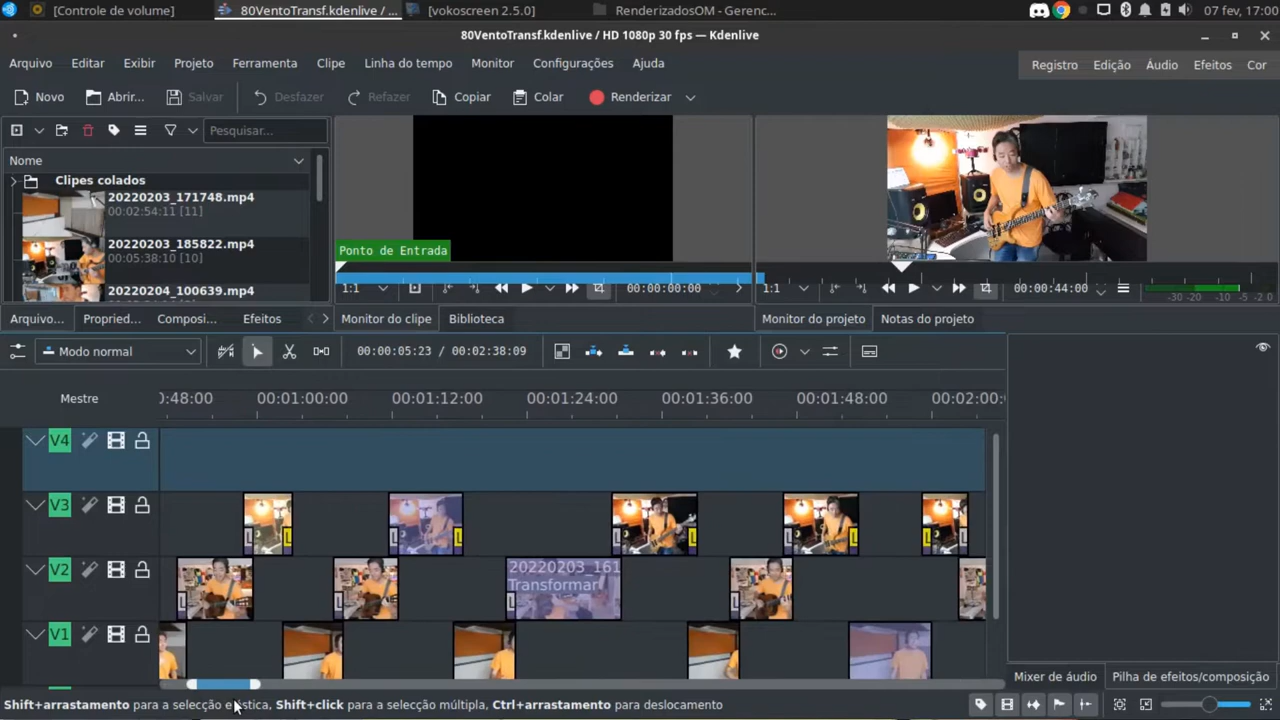 [Controle de volume]
80VentoTransf.kdenlive / ...
[vokoscreen 2.5.0]
RenderizadosOM - Gerenc...
07 fev, 17:00
80VentoTransf.kdenlive / HD 1080p 30 fps — Kdenlive
Arquivo Editar Exibir Projeto Ferramenta Clipe Linha do tempo Monitor Configurações Ajuda
Registro Edição Áudio Efeitos Cor
Novo Abrir... Salvar Desfazer Refazer Copiar Colar Renderizar
Pesquisar...
Nome
Clipes colados
20220203_171748.mp4
00:02:54:11 [11]
20220203_185822.mp4
00:05:38:10 [10]
20220204_100639.mp4
Ponto de Entrada
1:1 00:00:00:00
1:1 00:00:44:00
-30 -20 -10 -5 -2 0
Arquivo... Propried... Composi... Efeitos
Monitor do clipe Biblioteca
Monitor do projeto Notas do projeto
Modo normal
00:00:05:23 / 00:02:38:09
Mestre
0:48:00 00:01:00:00 00:01:12:00 00:01:24:00 00:01:36:00 00:01:48:00 00:02:00:
V4
V3
V2
20220203_161
Transformar
V1
Mixer de áudio Pilha de efeitos/composição
Shift+arrastamento para a selecção elástica, Shift+click para a selecção múltipla, Ctrl+arrastamento para deslocamento